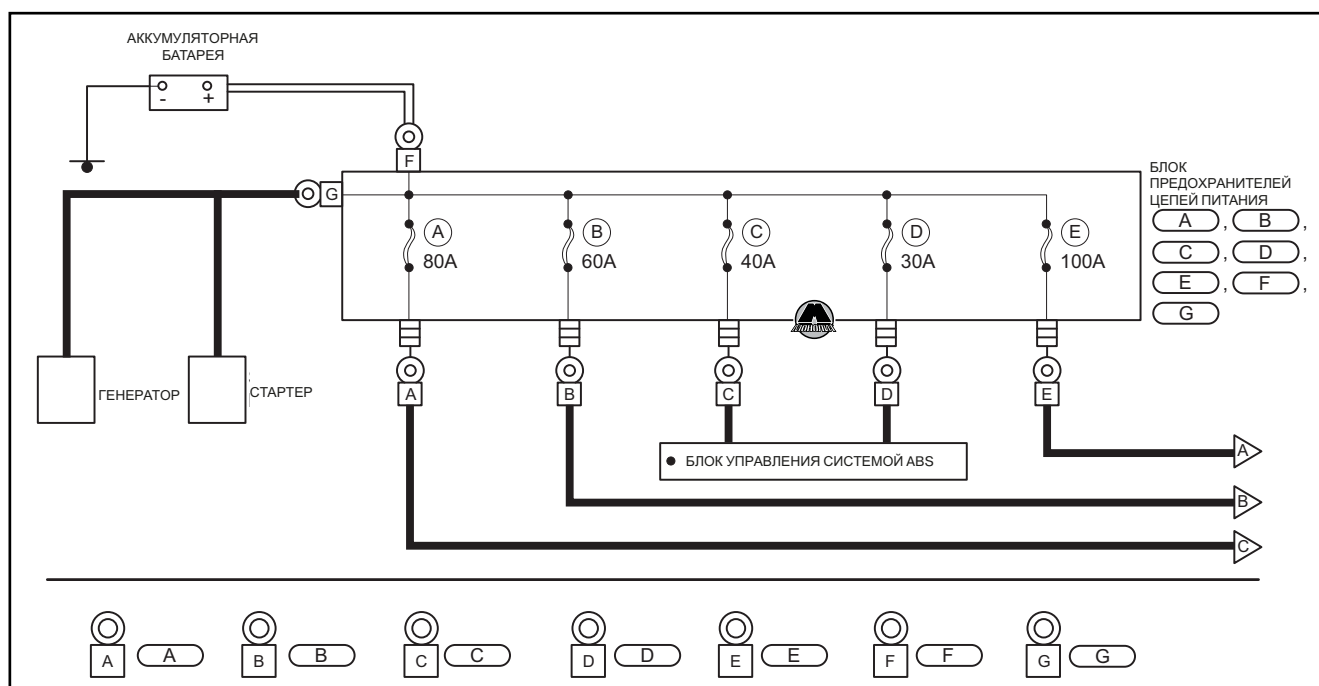 АККУМУЛЯТОРНАЯ
БАТАРЕЯ
- +
F
G
БЛОК
ПРЕДОХРАНИТЕЛЕЙ
ЦЕПЕЙ ПИТАНИЯ
A , B ,
C , D ,
E , F ,
G
A B C D E
80A 60A 40A 30A 100A
ГЕНЕРАТОР
СТАРТЕР
A B C D E
БЛОК УПРАВЛЕНИЯ СИСТЕМОЙ ABS
A
B
C
A A B B C C D D E E F F G G